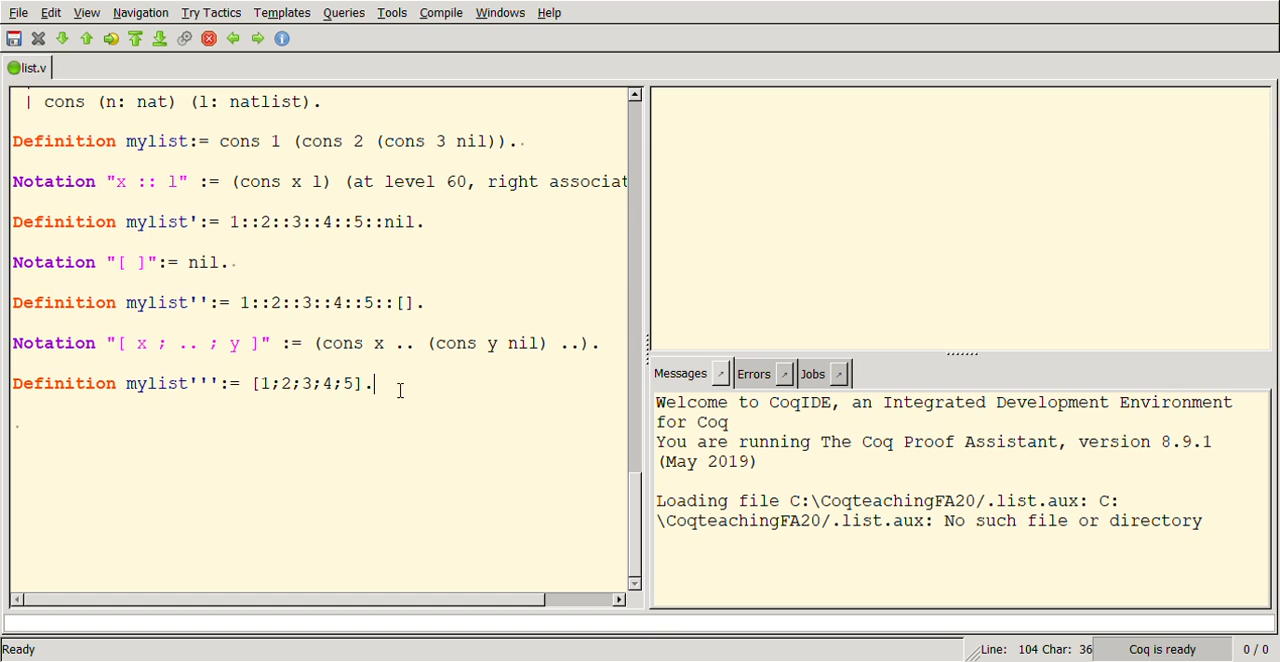 File Edit View Navigation Try Tactics Templates Queries Tools Compile Windows Help
list.v
| cons (n: nat) (l: natlist).
Definition mylist:= cons 1 (cons 2 (cons 3 nil)).
Notation "x :: l" := (cons x l) (at level 60, right associat
Definition mylist':= 1::2::3::4::5::nil.
Notation "[ ]":= nil.
Definition mylist'':= 1::2::3::4::5::[].
Notation "[ x ; .. ; y ]" := (cons x .. (cons y nil) ..).
Definition mylist''':= [1;2;3;4;5].
Messages Errors Jobs
Welcome to CoqIDE, an Integrated Development Environment
for Coq
You are running The Coq Proof Assistant, version 8.9.1
(May 2019)
Loading file C:\CoqteachingFA20/.list.aux: C:
\CoqteachingFA20/.list.aux: No such file or directory
Ready Line: 104 Char: 36 Coq is ready 0 / 0